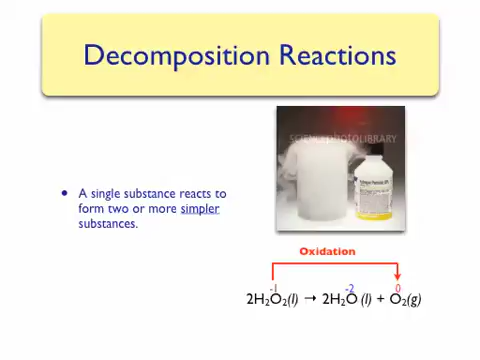 Decomposition Reactions
SCIENCEPHOTOLIBRARY
• A single substance reacts to
form two or more simpler
substances.
Oxidation
-1 -2 0
2H₂O₂(l) → 2H₂O (l) + O₂(g)